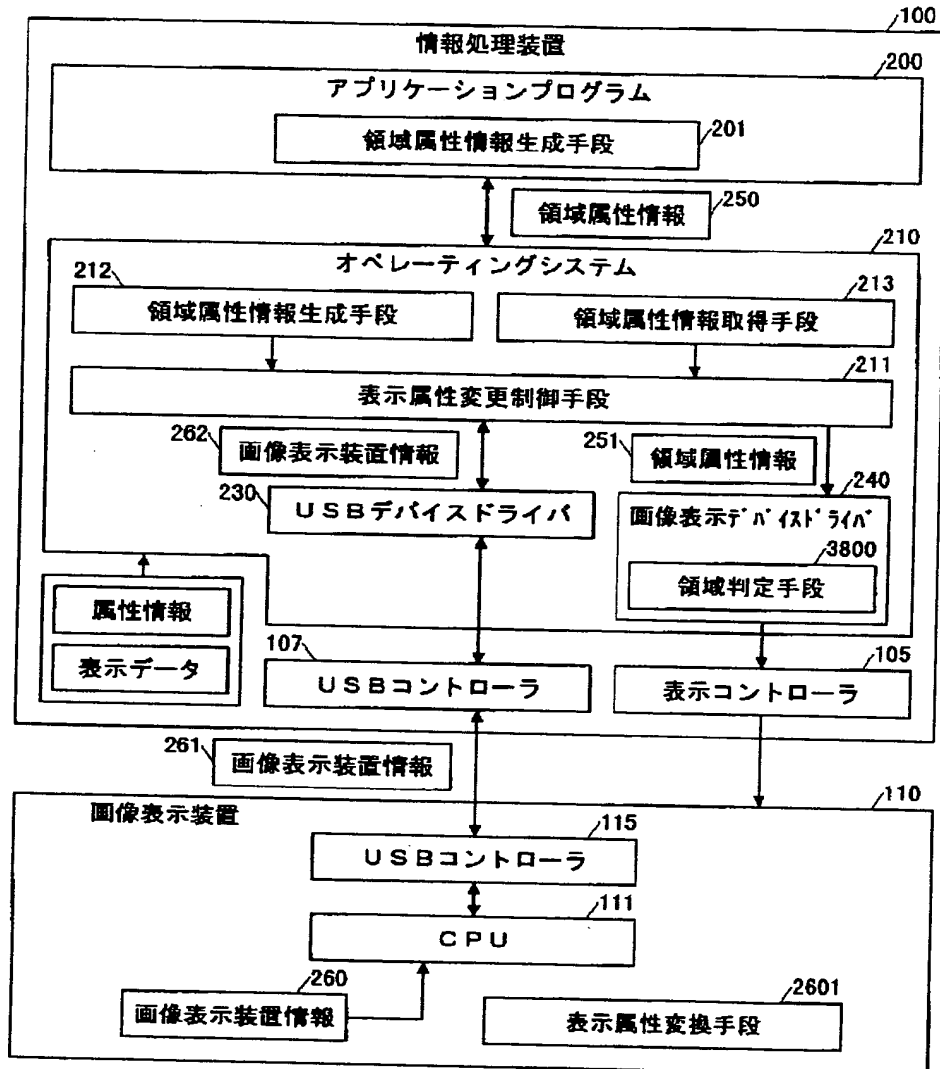 100
情報処理装置
200
アプリケーションプログラム
201
領域属性情報生成手段
250
領域属性情報
210
オペレーティングシステム
212
領域属性情報生成手段
213
領域属性情報取得手段
211
表示属性変更制御手段
262
画像表示装置情報
251
領域属性情報
230
USBデバイスドライバ
240
画像表示ﾃﾞﾊﾞｲｽﾄﾞﾗｲﾊﾞ
3800
領域判定手段
属性情報
表示データ
107
USBコントローラ
105
表示コントローラ
261
画像表示装置情報
110
画像表示装置
115
USBコントローラ
111
CPU
260
画像表示装置情報
2601
表示属性変換手段